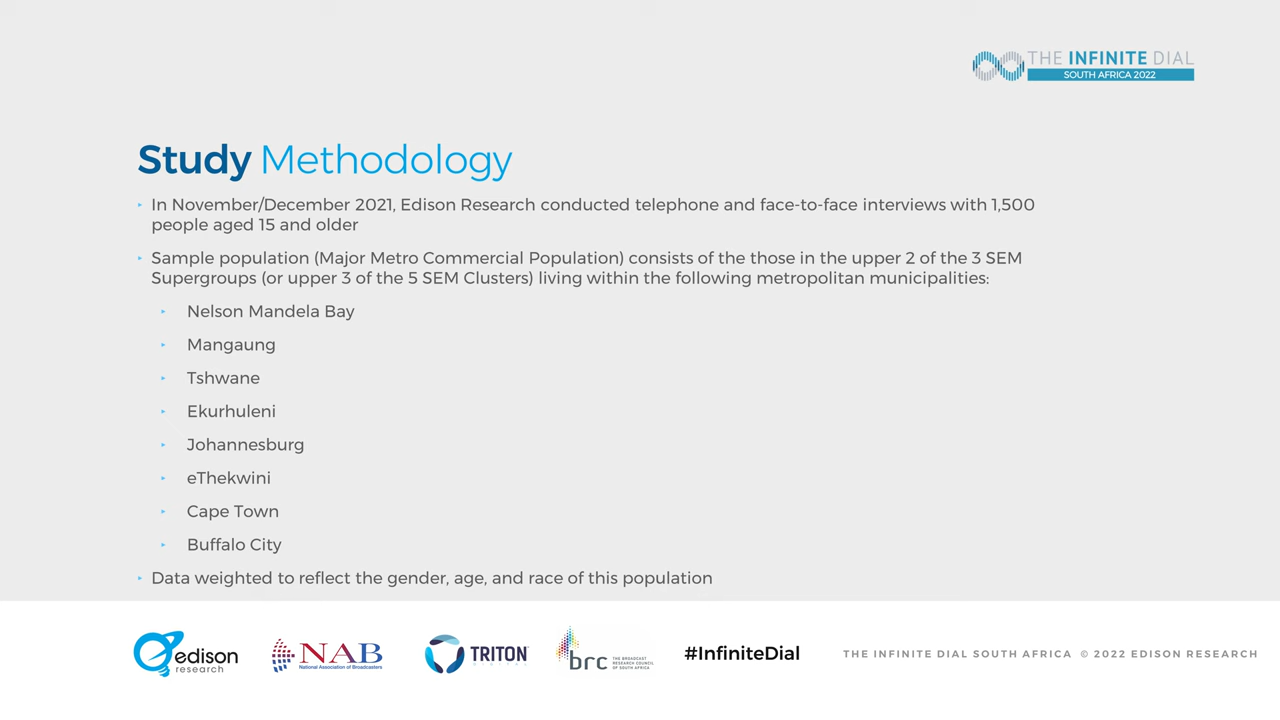 THE INFINITE DIAL
SOUTH AFRICA 2022
Study Methodology
In November/December 2021, Edison Research conducted telephone and face-to-face interviews with 1,500
people aged 15 and older
Sample population (Major Metro Commercial Population) consists of the those in the upper 2 of the 3 SEM
Supergroups (or upper 3 of the 5 SEM Clusters) living within the following metropolitan municipalities:
Nelson Mandela Bay
Mangaung
Tshwane
Ekurhuleni
Johannesburg
eThekwini
Cape Town
Buffalo City
Data weighted to reflect the gender, age, and race of this population
edison
research
NAB
National Association of Broadcasters
TRITON
brc
THE BROADCAST
RESEARCH COUNCIL
OF SOUTH AFRICA
#InfiniteDial
THE INFINITE DIAL SOUTH AFRICA © 2022 EDISON RESEARCH